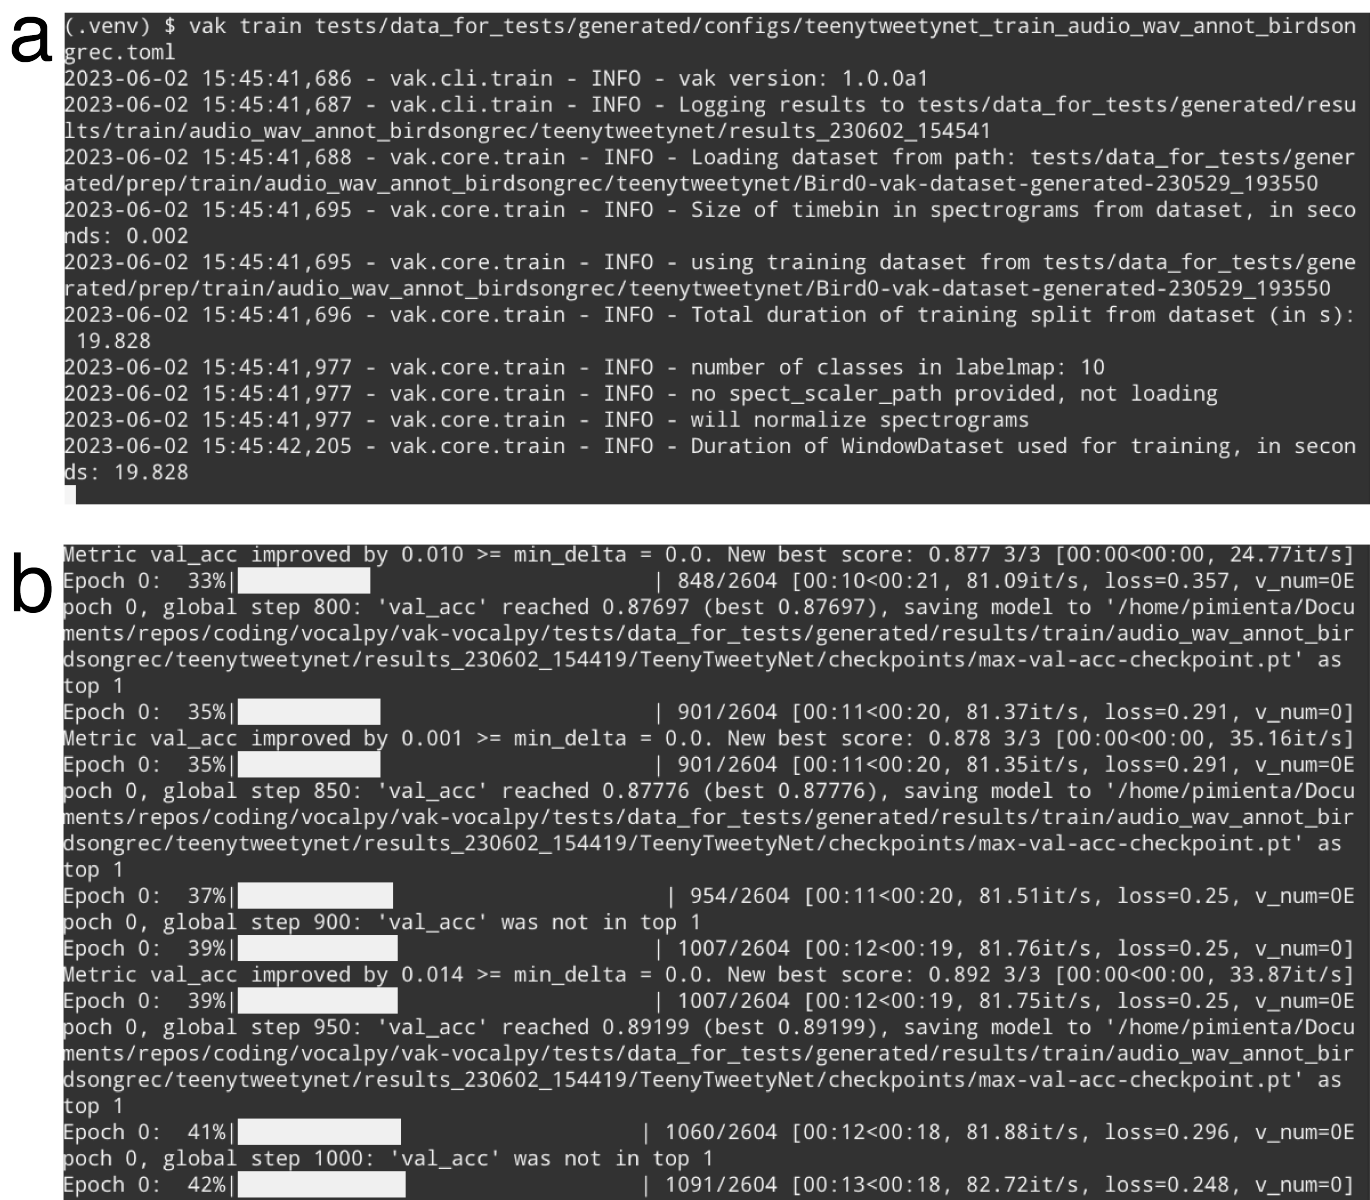 a
(.venv) $ vak train tests/data_for_tests/generated/configs/teenytweetynet_train_audio_wav_annot_birdson
grec.toml
2023-06-02 15:45:41,686 - vak.cli.train - INFO - vak version: 1.0.0a1
2023-06-02 15:45:41,687 - vak.cli.train - INFO - Logging results to tests/data_for_tests/generated/resu
lts/train/audio_wav_annot_birdsongrec/teenytweetynet/results_230602_154541
2023-06-02 15:45:41,688 - vak.core.train - INFO - Loading dataset from path: tests/data_for_tests/gener
ated/prep/train/audio_wav_annot_birdsongrec/teenytweetynet/Bird0-vak-dataset-generated-230529_193550
2023-06-02 15:45:41,695 - vak.core.train - INFO - Size of timebin in spectrograms from dataset, in seco
nds: 0.002
2023-06-02 15:45:41,695 - vak.core.train - INFO - using training dataset from tests/data_for_tests/gene
rated/prep/train/audio_wav_annot_birdsongrec/teenytweetynet/Bird0-vak-dataset-generated-230529_193550
2023-06-02 15:45:41,696 - vak.core.train - INFO - Total duration of training split from dataset (in s):
19.828
2023-06-02 15:45:41,977 - vak.core.train - INFO - number of classes in labelmap: 10
2023-06-02 15:45:41,977 - vak.core.train - INFO - no spect_scaler_path provided, not loading
2023-06-02 15:45:41,977 - vak.core.train - INFO - will normalize spectrograms
2023-06-02 15:45:42,205 - vak.core.train - INFO - Duration of WindowDataset used for training, in secon
ds: 19.828
b
Metric val_acc improved by 0.010 >= min_delta = 0.0. New best score: 0.877 3/3 [00:00<00:00, 24.77it/s]
Epoch 0: 33%| | 848/2604 [00:10<00:21, 81.09it/s, loss=0.357, v_num=0E
poch 0, global step 800: 'val_acc' reached 0.87697 (best 0.87697), saving model to '/home/pimienta/Docu
ments/repos/coding/vocalpy/vak-vocalpy/tests/data_for_tests/generated/results/train/audio_wav_annot_bir
dsongrec/teenytweetynet/results_230602_154419/TeenyTweetyNet/checkpoints/max-val-acc-checkpoint.pt' as
top 1
Epoch 0: 35%| | 901/2604 [00:11<00:20, 81.37it/s, loss=0.291, v_num=0]
Metric val_acc improved by 0.001 >= min_delta = 0.0. New best score: 0.878 3/3 [00:00<00:00, 35.16it/s]
Epoch 0: 35%| | 901/2604 [00:11<00:20, 81.35it/s, loss=0.291, v_num=0E
poch 0, global step 850: 'val_acc' reached 0.87776 (best 0.87776), saving model to '/home/pimienta/Docu
ments/repos/coding/vocalpy/vak-vocalpy/tests/data_for_tests/generated/results/train/audio_wav_annot_bir
dsongrec/teenytweetynet/results_230602_154419/TeenyTweetyNet/checkpoints/max-val-acc-checkpoint.pt' as
top 1
Epoch 0: 37%| | 954/2604 [00:11<00:20, 81.51it/s, loss=0.25, v_num=0E
poch 0, global step 900: 'val_acc' was not in top 1
Epoch 0: 39%| | 1007/2604 [00:12<00:19, 81.76it/s, loss=0.25, v_num=0]
Metric val_acc improved by 0.014 >= min_delta = 0.0. New best score: 0.892 3/3 [00:00<00:00, 33.87it/s]
Epoch 0: 39%| | 1007/2604 [00:12<00:19, 81.75it/s, loss=0.25, v_num=0E
poch 0, global step 950: 'val_acc' reached 0.89199 (best 0.89199), saving model to '/home/pimienta/Docu
ments/repos/coding/vocalpy/vak-vocalpy/tests/data_for_tests/generated/results/train/audio_wav_annot_bir
dsongrec/teenytweetynet/results_230602_154419/TeenyTweetyNet/checkpoints/max-val-acc-checkpoint.pt' as
top 1
Epoch 0: 41%| | 1060/2604 [00:12<00:18, 81.88it/s, loss=0.296, v_num=0E
poch 0, global step 1000: 'val_acc' was not in top 1
Epoch 0: 42%| | 1091/2604 [00:13<00:18, 82.72it/s, loss=0.248, v_num=0]